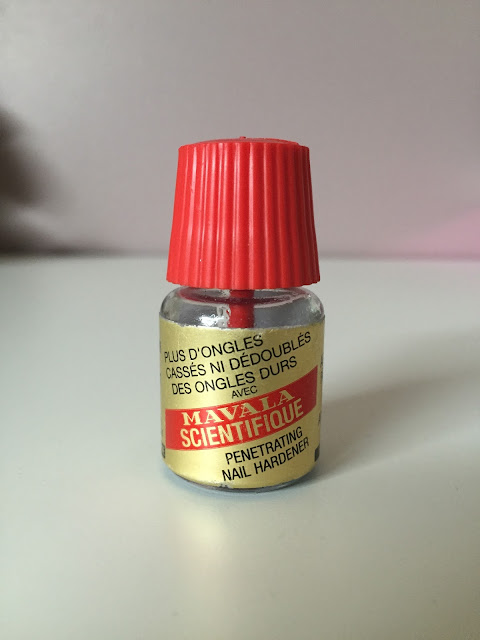 PLUS D'ONGLES
CASSÉS NI DÉDOUBLÉS
DES ONGLES DURS
AVEC
MAVALA
SCIENTIFIQUE
PENETRATING
NAIL HARDENER